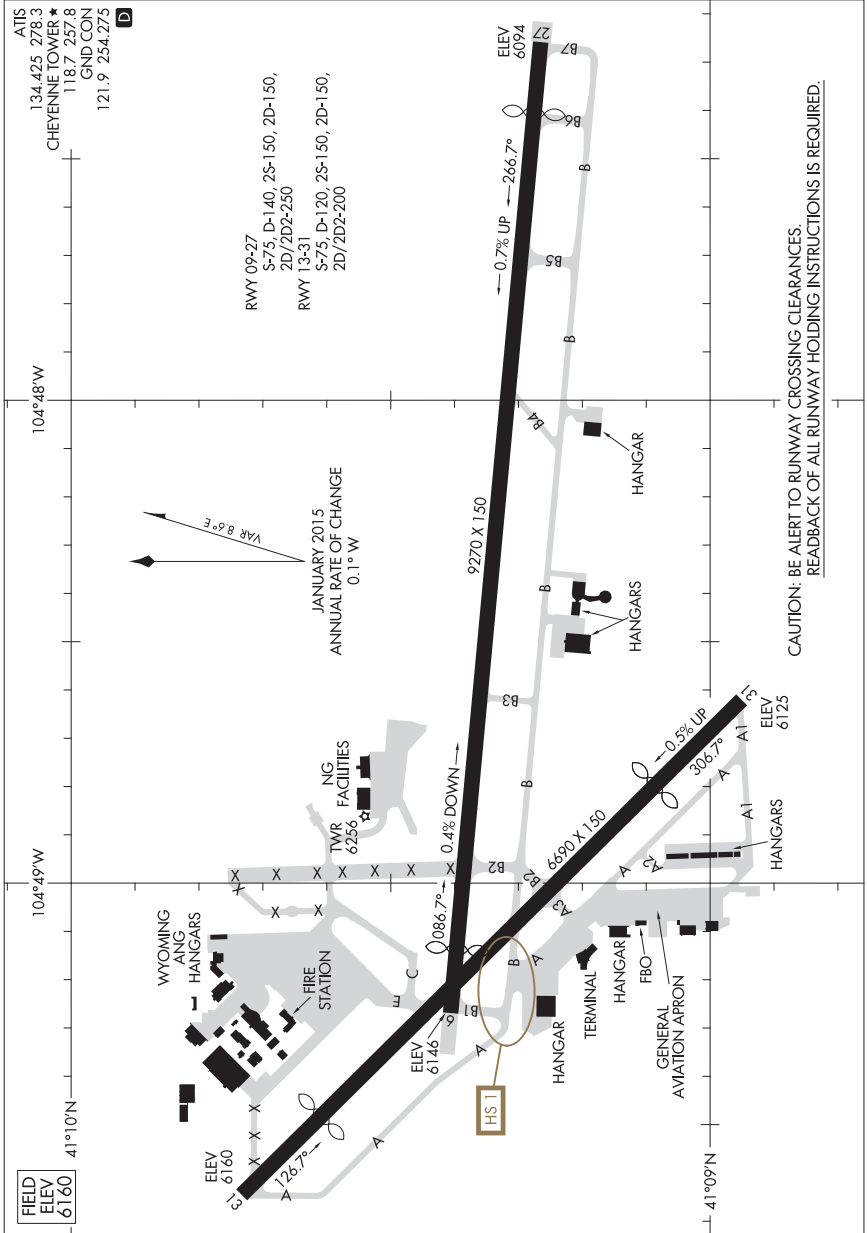 FIELD
ELEV
6160
ATIS
134.425 278.3
CHEYENNE TOWER★
118.7 257.8
GND CON
121.9 254.275
D
104°49'W
104°48'W
41°10'N
41°09'N
JANUARY 2015
ANNUAL RATE OF CHANGE
0.1° W
VAR 8.6° E
RWY 09-27
S-75, D-140, 2S-150, 2D-150,
2D/2D2-250
RWY 13-31
S-75, D-120, 2S-150, 2D-150,
2D/2D2-200
WYOMING
ANG
HANGARS
FIRE
STATION
NG
FACILITIES
TWR
6256
ELEV
6160
13
126.7°
A
A
A
X
X
X
X
X
X
X
X
X
X
X
X
E
C
ELEV
6146
9
B1
086.7°
0.4% DOWN
9270 X 150
0.7% UP
266.7°
ELEV
6094
27
B7
B6
B
B5
B
B4
B
B3
B
B2
B2
B
A
A3
HS 1
6690 X 150
0.5% UP
306.7°
31
ELEV
6125
A1
A
A1
A
A2
HANGAR
TERMINAL
HANGAR
FBO
GENERAL
AVIATION APRON
HANGARS
HANGARS
HANGAR
CAUTION: BE ALERT TO RUNWAY CROSSING CLEARANCES.
READBACK OF ALL RUNWAY HOLDING INSTRUCTIONS IS REQUIRED.